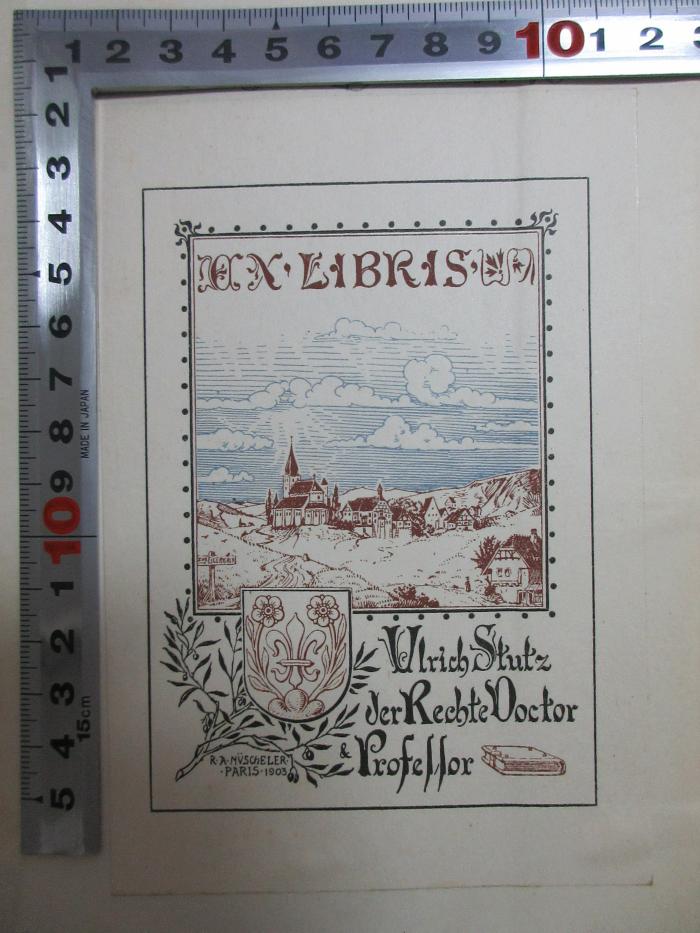 1 2 3 4 5 6 7 8 9 10 1 2 3
1
2
3
4
5
6
7
8
9
10
1
2
3
4
5
MADE IN JAPAN
15cm
EX·LIBRIS·
Ulrich Stutz
der Rechte Doctor
& Professor
R·A·NÜSCHELER·
·PARIS·1903